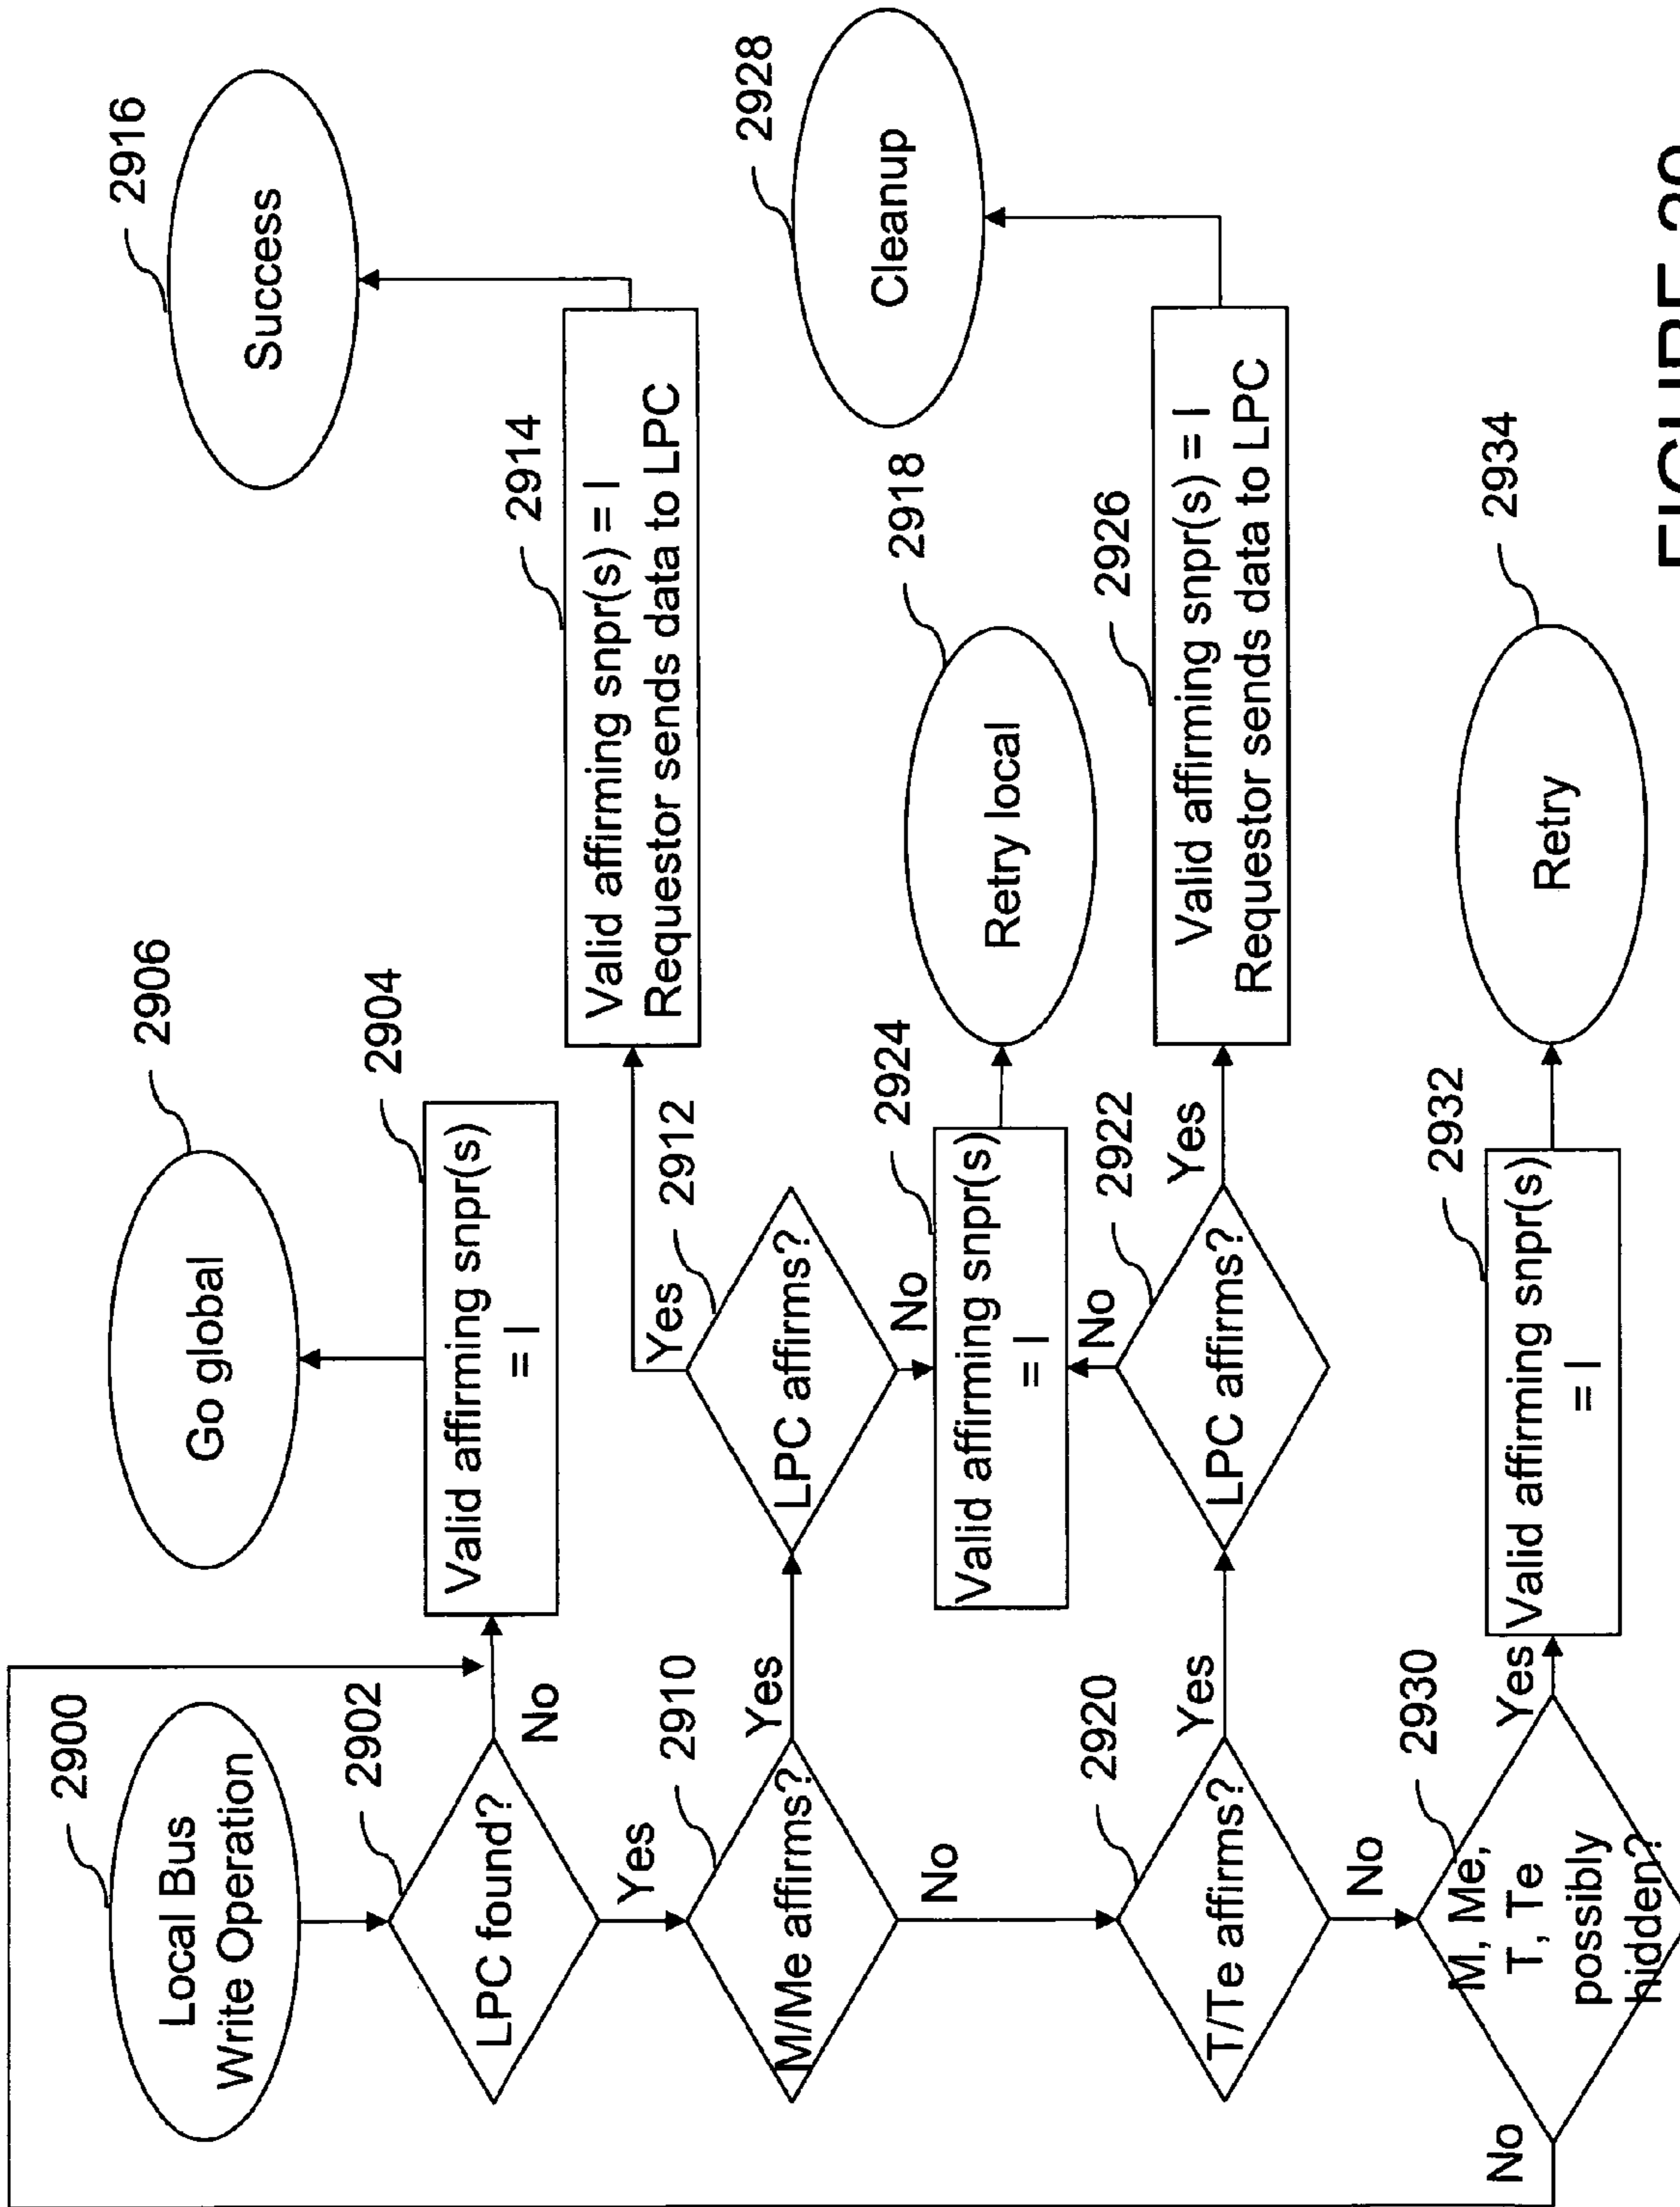 2900
Local Bus
Write Operation
2902
LPC found?
No
Yes
2904
Valid affirming snpr(s)
= I
2906
Go global
2910
M/Me affirms?
Yes
No
2912
LPC affirms?
Yes
No
2914
Valid affirming snpr(s) = I
Requestor sends data to LPC
2916
Success
2924
Valid affirming snpr(s)
= I
2918
Retry local
2920
T/Te affirms?
Yes
No
2922
LPC affirms?
No
Yes
2926
Valid affirming snpr(s) = I
Requestor sends data to LPC
2928
Cleanup
2930
M, Me,
T, Te
possibly
hidden?
Yes
No
2932
Valid affirming snpr(s)
= I
2934
Retry
FIGURE